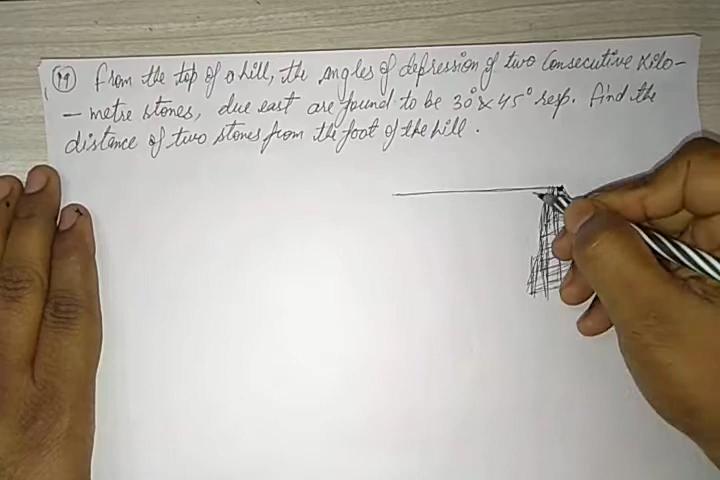 19 From the top of a hill, the angles of depression of two Consecutive kilo-
- metre stones, due east are found to be 30° & 45° resp. Find the
distance of two stones from the foot of the hill.